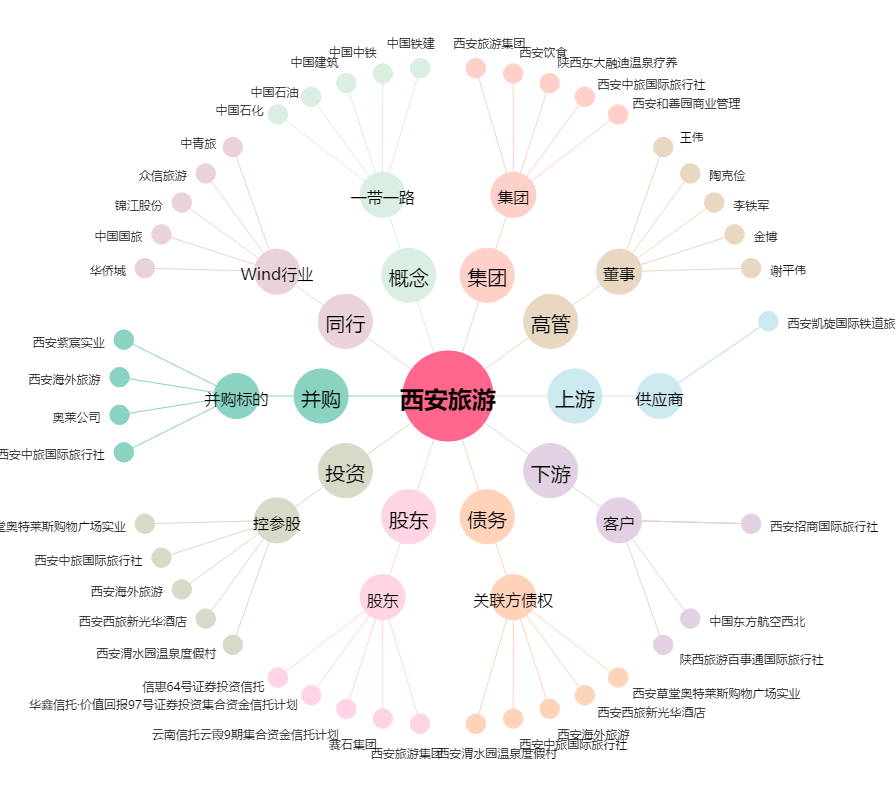 中国铁建
中国中铁
中国建筑
中国石油
中国石化
西安旅游集团
西安饮食
陕西东大融迪温泉疗养
西安中旅国际旅行社
西安和善园商业管理
中青旅
众信旅游
锦江股份
中国国旅
华侨城
王伟
陶克俭
李铁军
金博
谢平伟
一带一路
集团
Wind行业
概念
集团
董事
同行
高管
西安凯旋国际铁道旅
西安紫宸实业
西安海外旅游
奥莱公司
西安中旅国际旅行社
并购标的
并购
西安旅游
上游
供应商
投资
下游
控参股
股东
债务
客户
堂奥特莱斯购物广场实业
西安中旅国际旅行社
西安海外旅游
西安西旅新光华酒店
西安渭水园温泉度假村
西安招商国际旅行社
中国东方航空西北
陕西旅游百事通国际旅行社
股东
关联方债权
信惠64号证券投资信托
华鑫信托·价值回报97号证券投资集合资金信托计划
云南信托云霞9期集合资金信托计划
赛石集团
西安旅游集团
西安渭水园温泉度假村
西安中旅国际旅行社
西安海外旅游
西安西旅新光华酒店
西安草堂奥特莱斯购物广场实业